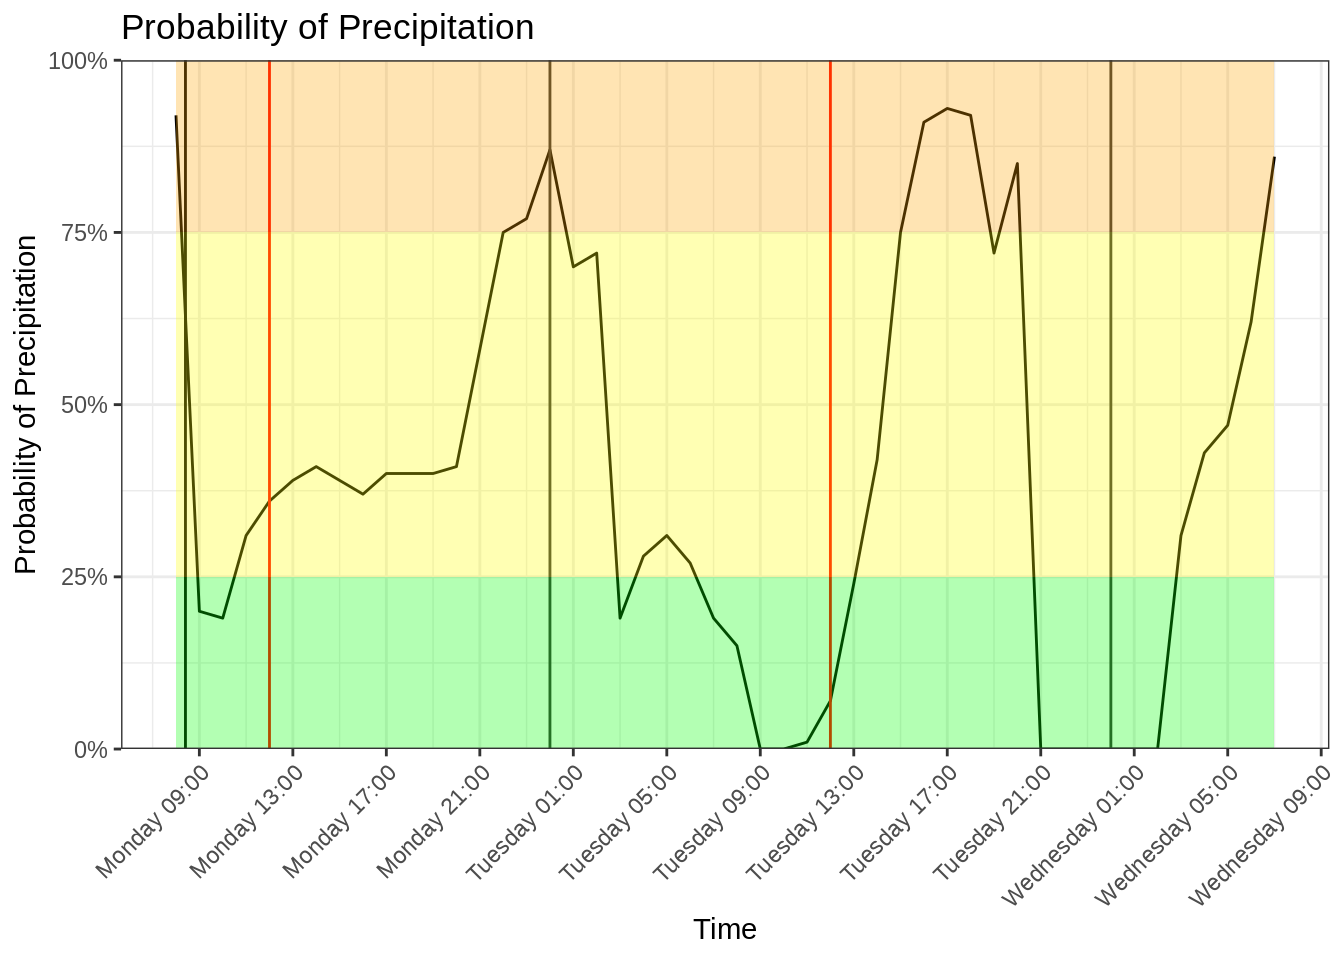 Probability of Precipitation
100%
75%
50%
25%
0%
Probability of Precipitation
Monday 09:00
Monday 13:00
Monday 17:00
Monday 21:00
Tuesday 01:00
Tuesday 05:00
Tuesday 09:00
Tuesday 13:00
Tuesday 17:00
Tuesday 21:00
Wednesday 01:00
Wednesday 05:00
Wednesday 09:00
Time